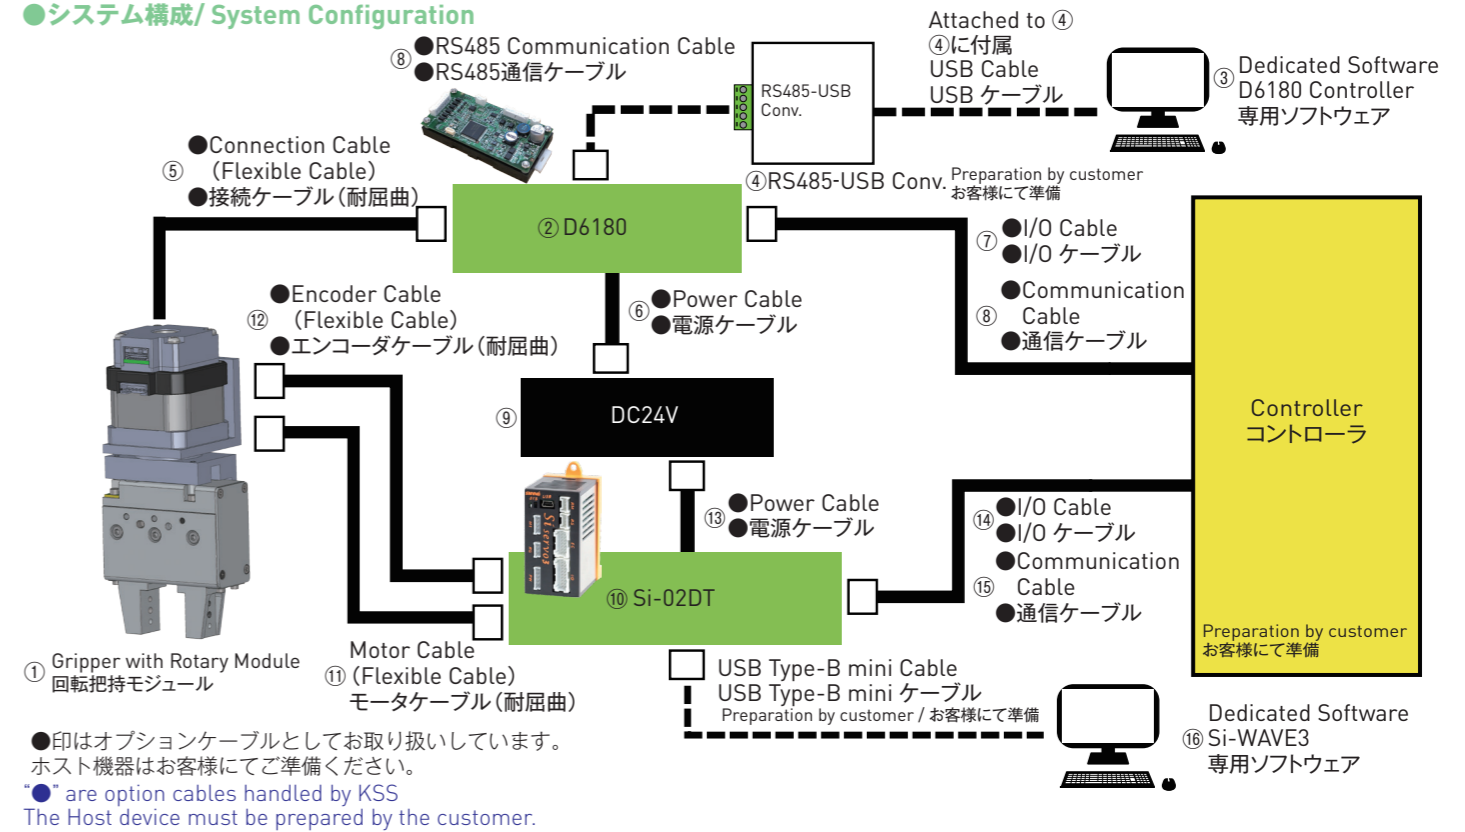 ●システム構成/ System Configuration
⑧ ●RS485 Communication Cable
●RS485通信ケーブル
RS485-USB
Conv.
Attached to ④
④に付属
USB Cable
USB ケーブル
③ Dedicated Software
D6180 Controller
専用ソフトウェア
⑤ ●Connection Cable
(Flexible Cable)
●接続ケーブル(耐屈曲)
④RS485-USB Conv. Preparation by customer
お客様にて準備
②D6180
⑦ ●I/O Cable
●I/O ケーブル
⑧ ●Communication
Cable
●通信ケーブル
⑫ ●Encoder Cable
(Flexible Cable)
●エンコーダケーブル(耐屈曲)
⑥ ●Power Cable
●電源ケーブル
⑨ DC24V
Controller
コントローラ
Preparation by customer
お客様にて準備
⑬ ●Power Cable
●電源ケーブル
⑭ ●I/O Cable
●I/O ケーブル
⑮ ●Communication
Cable
●通信ケーブル
Si servo3
⑩ Si-02DT
① Gripper with Rotary Module
回転把持モジュール
⑪ Motor Cable
(Flexible Cable)
モータケーブル(耐屈曲)
USB Type-B mini Cable
USB Type-B mini ケーブル
Preparation by customer / お客様にて準備
⑯ Dedicated Software
Si-WAVE3
専用ソフトウェア
●印はオプションケーブルとしてお取り扱いしています。
ホスト機器はお客様にてご準備ください。
“●” are option cables handled by KSS
The Host device must be prepared by the customer.